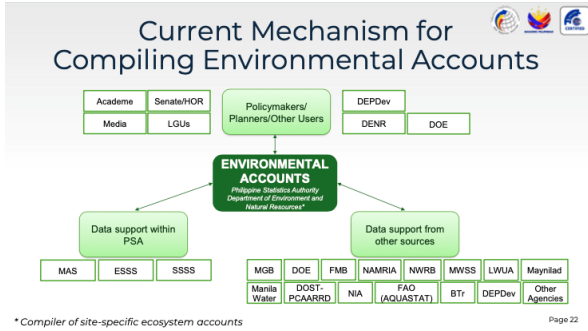 Current Mechanism for
Compiling Environmental Accounts
Academe
Senate/HOR
Media
LGUs
Policymakers/
Planners/Other Users
DEPDev
DENR
DOE
ENVIRONMENTAL
ACCOUNTS
Philippine Statistics Authority
Department of Environment and
Natural Resources*
Data support within
PSA
Data support from
other sources
MAS
ESSS
SSSS
MGB
DOE
FMB
NAMRIA
NWRB
MWSS
LWUA
Maynilad
Manila
Water
DOST-
PCAARRD
NIA
FAO
(AQUASTAT)
BTr
DEPDev
Other
Agencies
* Compiler of site-specific ecosystem accounts
Page 22